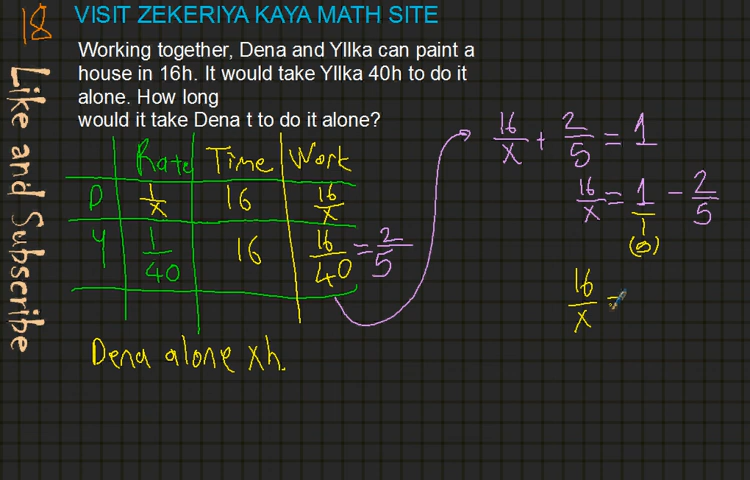 18
VISIT ZEKERIYA KAYA MATH SITE
Working together, Dena and Yllka can paint a
house in 16h. It would take Yllka 40h to do it
alone. How long
would it take Dena t to do it alone?
Like and Subscribe
Rate Time Work
D 1/x 16 16/x
Y 1/40 16 16/40 = 2/5
Dena alone xh.
16/x + 2/5 = 1
16/x = 1/1 - 2/5
(5)
16/x =